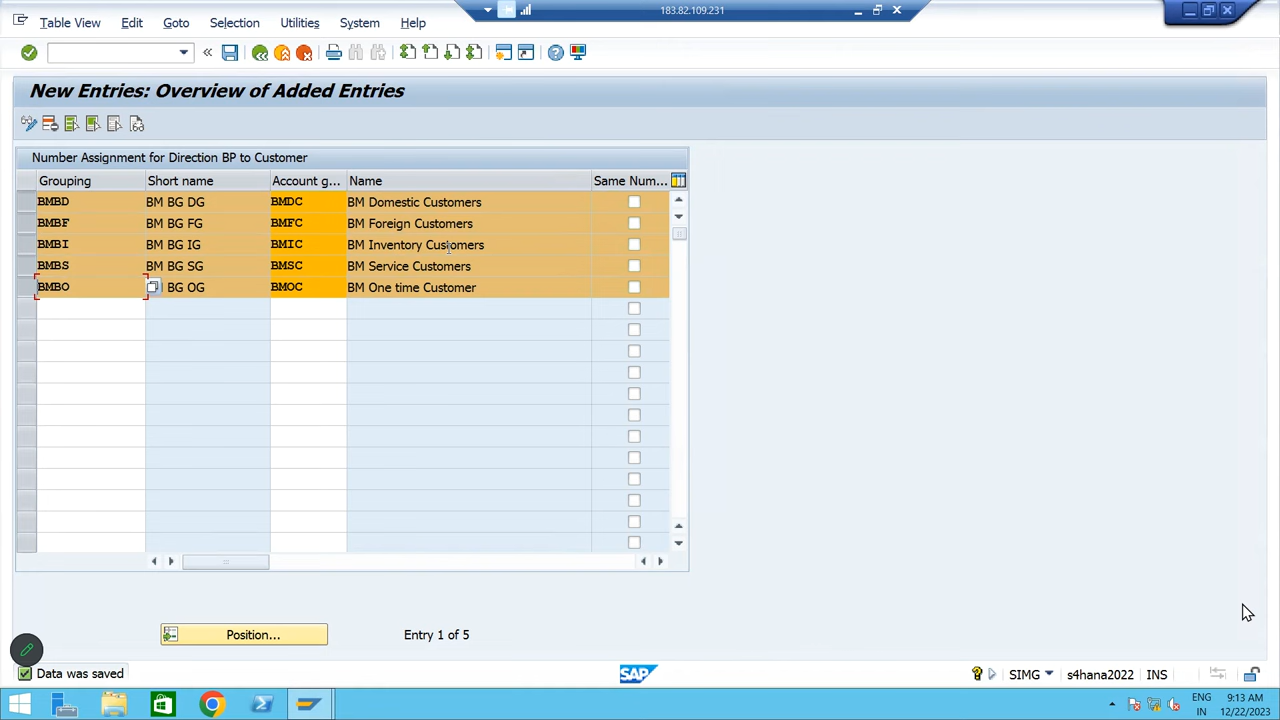 183.82.109.231
Table View Edit Goto Selection Utilities System Help
New Entries: Overview of Added Entries
Number Assignment for Direction BP to Customer
Grouping Short name Account g... Name Same Num...
BMBD BM BG DG BMDC BM Domestic Customers
BMBF BM BG FG BMFC BM Foreign Customers
BMBI BM BG IG BMIC BM Inventory Customers
BMBS BM BG SG BMSC BM Service Customers
BMBO BG OG BMOC BM One time Customer
Position... Entry 1 of 5
Data was saved SAP SIMG s4hana2022 INS
ENG 9:13 AM
IN 12/22/2023